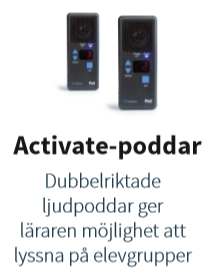 Activate-poddar
Dubbelriktade
ljudpoddar ger
läraren möjlighet att
lyssna på elevgrupper